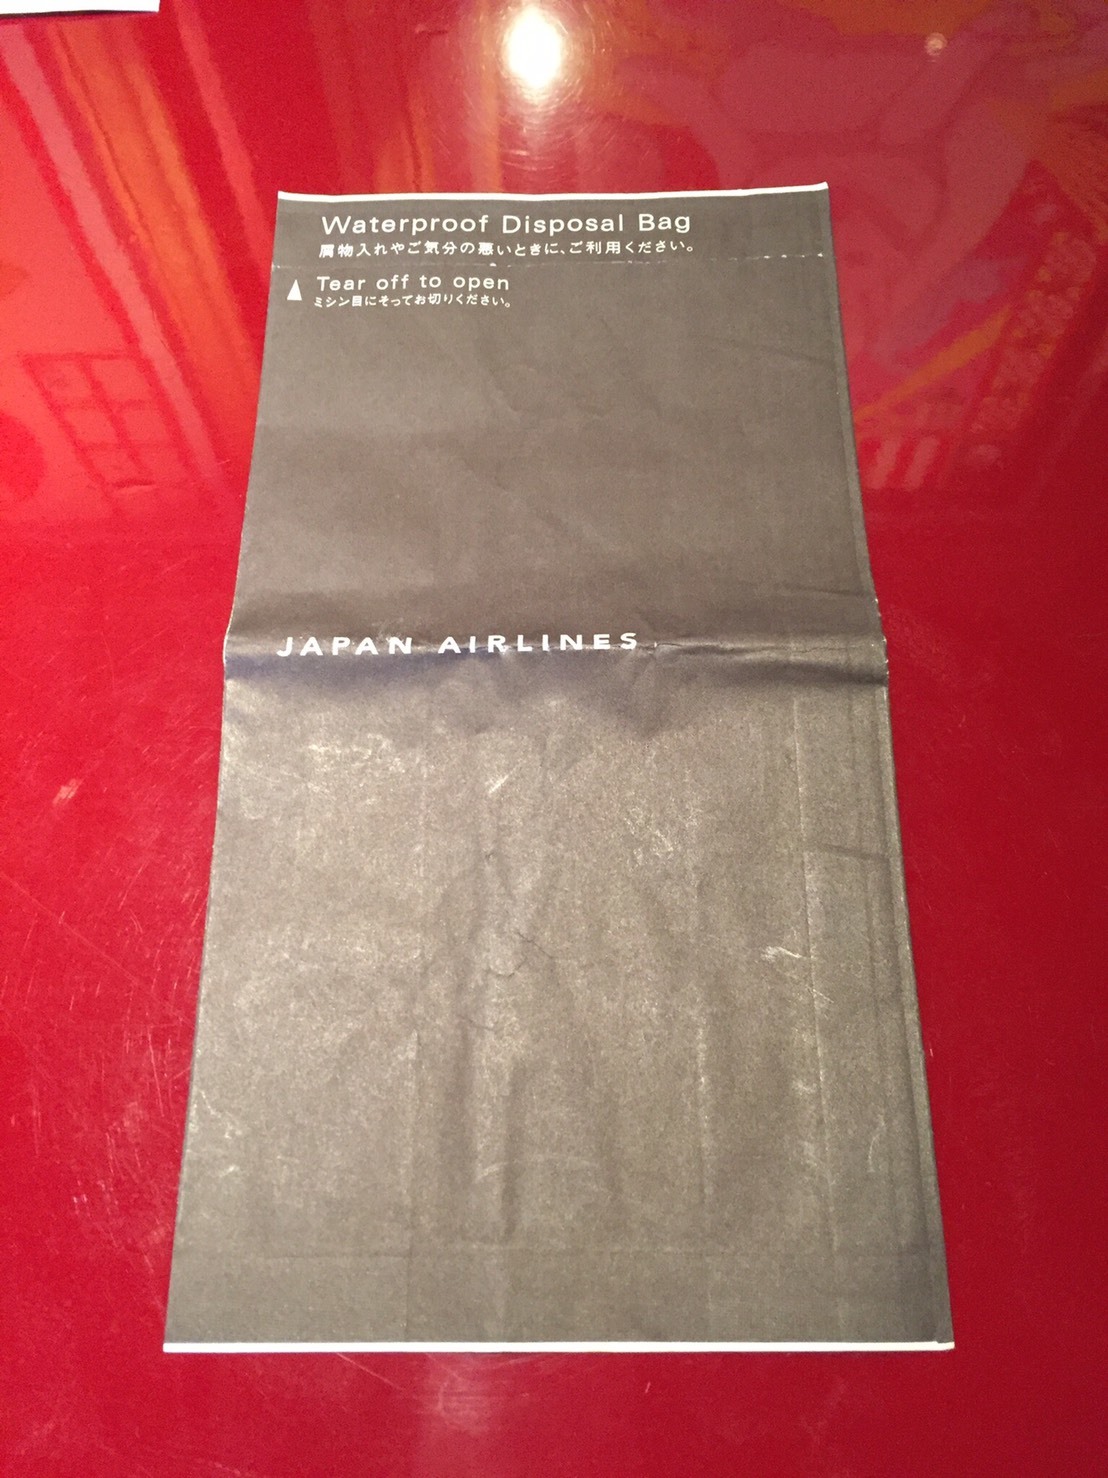 Waterproof Disposal Bag
屑物入れやご気分の悪いときに、ご利用ください。
Tear off to open
ミシン目にそってお切りください。
JAPAN AIRLINES